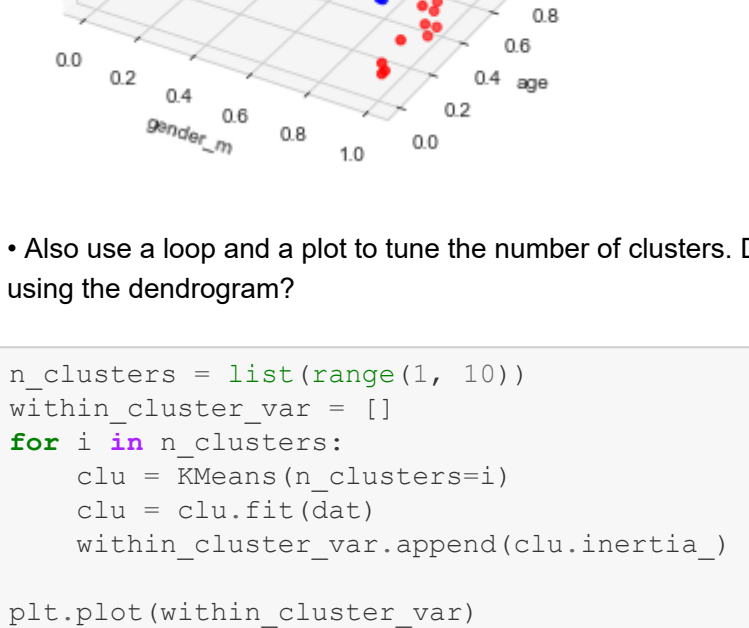 0.8
0.6
0.4 age
0.2
0.0
0.0
0.2
0.4
0.6
0.8
1.0
gender_m
• Also use a loop and a plot to tune the number of clusters. D
using the dendrogram?
n_clusters = list(range(1, 10))
within_cluster_var = []
for i in n_clusters:
    clu = KMeans(n_clusters=i)
    clu = clu.fit(dat)
    within_cluster_var.append(clu.inertia_)
plt.plot(within_cluster_var)